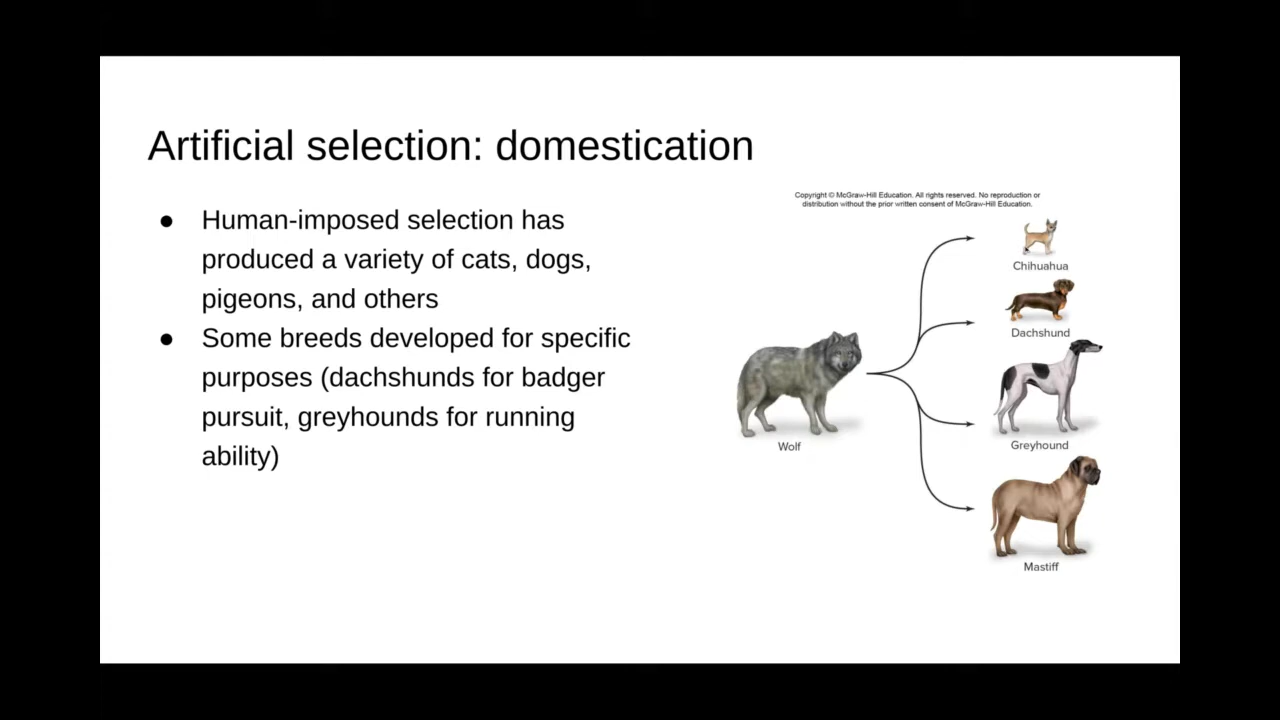 Artificial selection: domestication
● Human-imposed selection has
produced a variety of cats, dogs,
pigeons, and others
● Some breeds developed for specific
purposes (dachshunds for badger
pursuit, greyhounds for running
ability)
Copyright © McGraw-Hill Education. All rights reserved. No reproduction or
distribution without the prior written consent of McGraw-Hill Education.
Chihuahua
Dachshund
Wolf
Greyhound
Mastiff